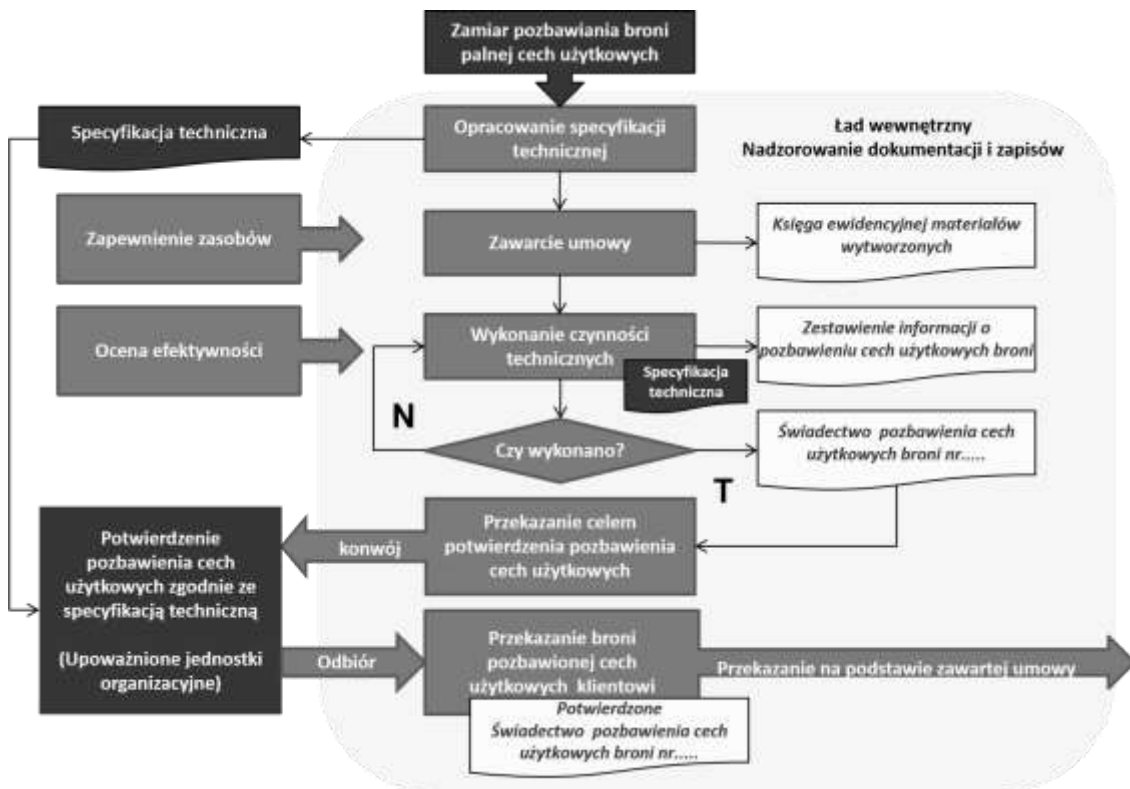 Zamiar pozbawiania broni
palnej cech użytkowych
Specyfikacja techniczna
Opracowanie specyfikacji
technicznej
Ład wewnętrzny
Nadzorowanie dokumentacji i zapisów
Zapewnienie zasobów
Zawarcie umowy
Księga ewidencyjnej materiałów
wytworzonych
Ocena efektywności
Wykonanie czynności
technicznych
Specyfikacja
techniczna
Zestawienie informacji o
pozbawieniu cech użytkowych broni
N
Czy wykonano?
T
Świadectwo pozbawienia cech
użytkowych broni nr.....
Potwierdzenie
pozbawienia cech
użytkowych zgodnie ze
specyfikacją techniczną
(Upoważnione jednostki
organizacyjne)
konwój
Przekazanie celem
potwierdzenia pozbawienia
cech użytkowych
Odbiór
Przekazanie broni
pozbawionej cech
użytkowych klientowi
Przekazanie na podstawie zawartej umowy
Potwierdzone
Świadectwo pozbawienia cech
użytkowych broni nr.....